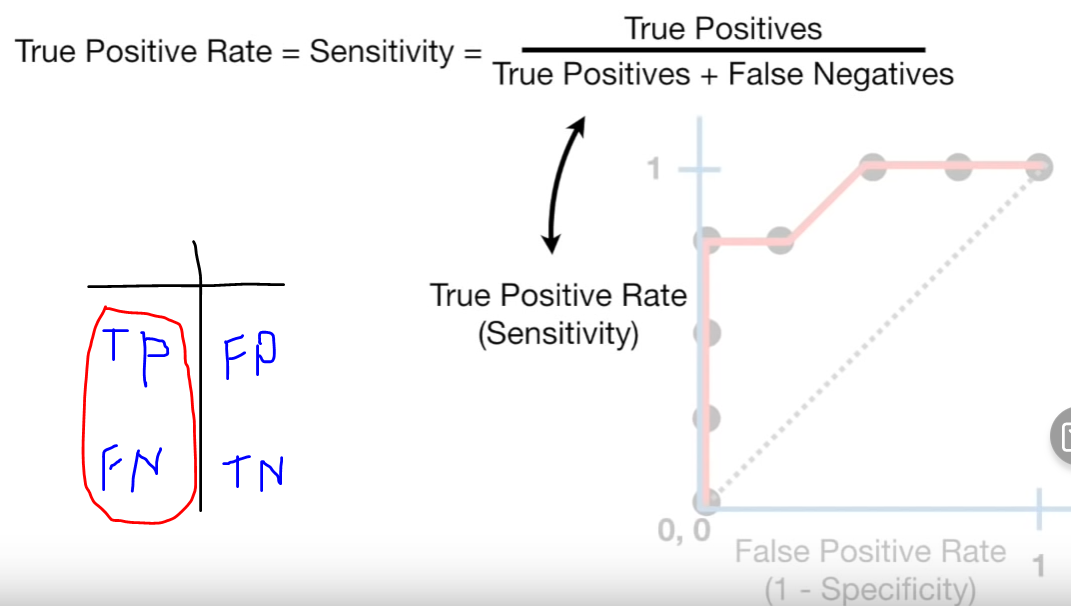 True Positives
True Positive Rate = Sensitivity =
True Positives + False Negatives
1
True Positive Rate
(Sensitivity)
TP FP
FN TN
0, 0
False Positive Rate
1
(1 - Specificity)